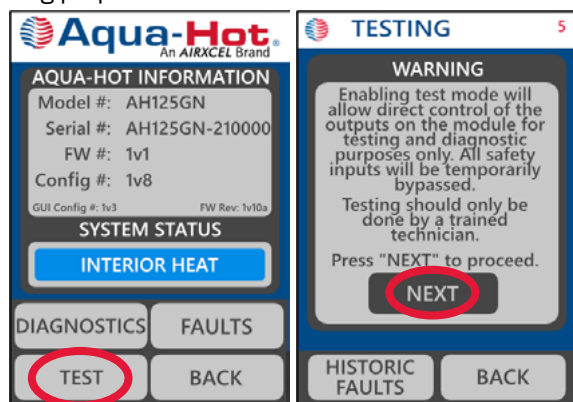 Aqua-Hot®
An AIRXCEL Brand
AQUA-HOT INFORMATION
Model #: AH125GN
Serial #: AH125GN-210000
FW #: 1v1
Config #: 1v8
GUI Config #: 1v3 FW Rev: 1v10a
SYSTEM STATUS
INTERIOR HEAT
DIAGNOSTICS FAULTS
TEST BACK
TESTING 5
WARNING
Enabling test mode will
allow direct control of the
outputs on the module for
testing and diagnostic
purposes only. All safety
inputs will be temporarily
bypassed.
Testing should only be
done by a trained
technician.
Press "NEXT" to proceed.
NEXT
HISTORIC
FAULTS
BACK